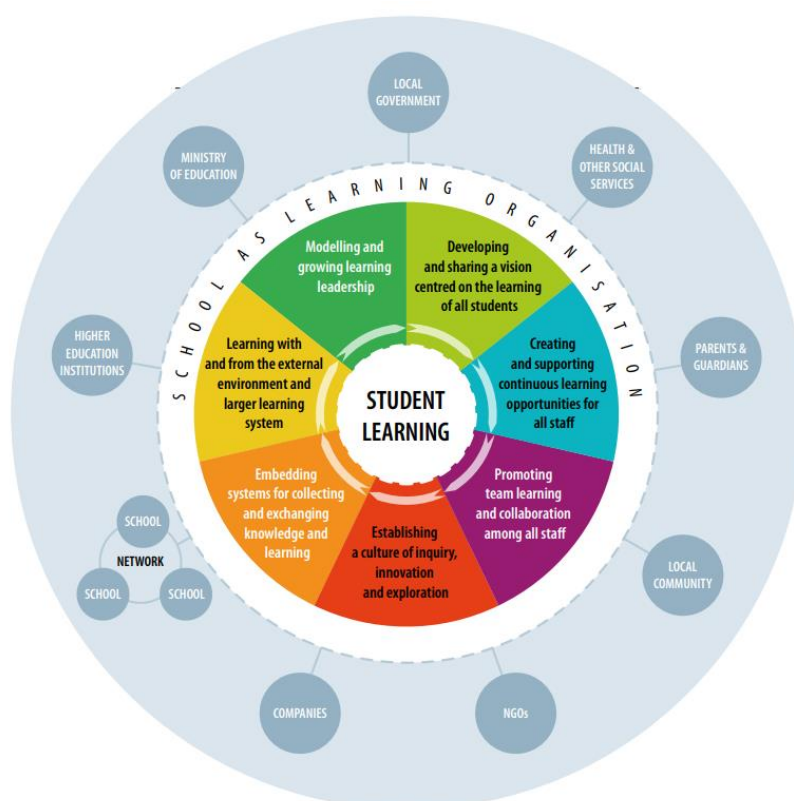 LOCAL
GOVERNMENT
HEALTH &
OTHER SOCIAL
SERVICES
PARENTS &
GUARDIANS
LOCAL
COMMUNITY
NGOs
COMPANIES
SCHOOL
NETWORK
SCHOOL
SCHOOL
HIGHER
EDUCATION
INSTITUTIONS
MINISTRY
OF EDUCATION
SCHOOL AS LEARNING ORGANISATION
Modelling and
growing learning
leadership
Developing
and sharing a vision
centred on the learning
of all students
Creating
and supporting
continuous learning
opportunities for
all staff
Promoting
team learning
and collaboration
among all staff
Establishing
a culture of inquiry,
innovation
and exploration
Embedding
systems for collecting
and exchanging
knowledge and
learning
Learning with
and from the external
environment and
larger learning
system
STUDENT
LEARNING